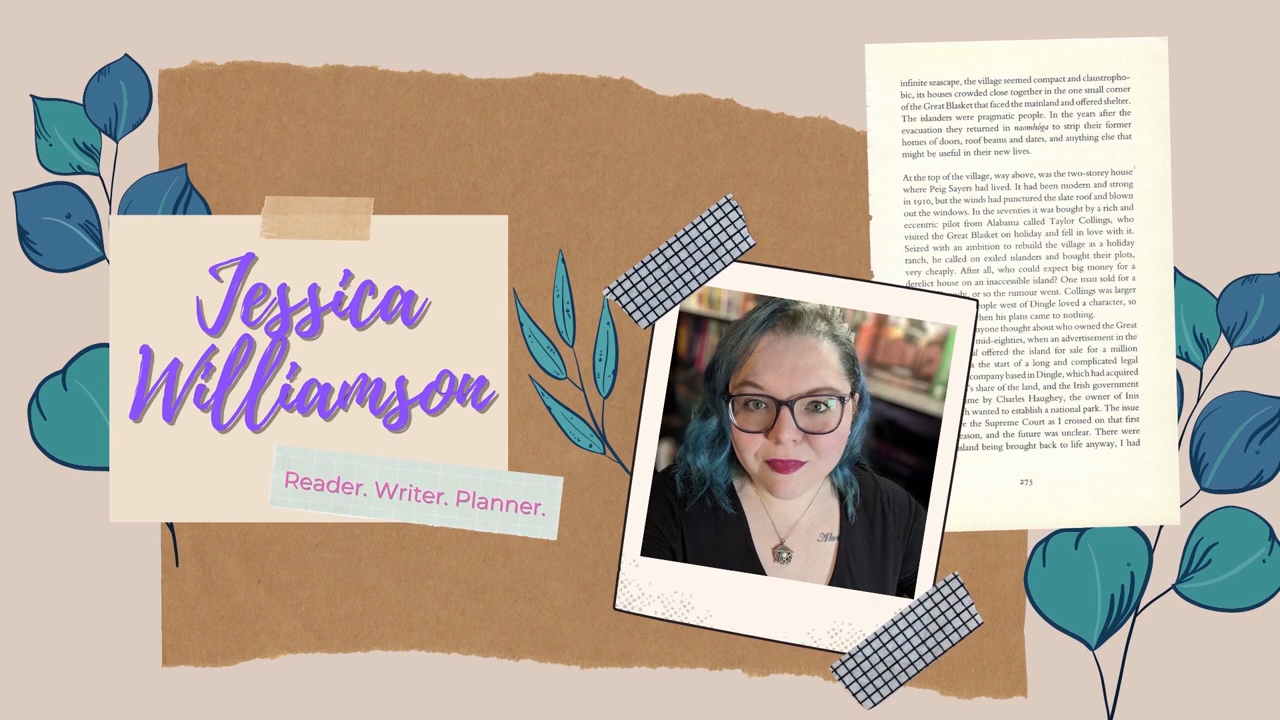 Jessica
Williamson
Reader. Writer. Planner.
infinite seascape, the village seemed compact and claustropho-
bic, its houses crowded close together in the one small corner
of the Great Blasket that faced the mainland and offered shelter.
The islanders were pragmatic people. In the years after the
evacuation they returned in naomhóga to strip their former
homes of doors, roof beams and slates, and anything else that
might be useful in their new lives.
At the top of the village, way above, was the two-storey house
where Peig Sayers had lived. It had been modern and strong
in 1910, but the winds had punctured the slate roof and blown
out the windows. In the seventies it was bought by a rich and
eccentric pilot from Alabama called Taylor Collings, who
visited the Great Blasket on holiday and fell in love with it.
Seized with an ambition to rebuild the village as a holiday
ranch, he called on exiled islanders and bought their plots,
very cheaply. After all, who could expect big money for a
derelict house on an inaccessible island? One man sold for a
or so the rumour went. Collings was larger
people west of Dingle loved a character, so
when his plans came to nothing.
anyone thought about who owned the Great
mid-eighties, when an advertisement in the
offered the island for sale for a million
the start of a long and complicated legal
company based in Dingle, which had acquired
share of the land, and the Irish government
by Charles Haughey, the owner of Inis
wanted to establish a national park. The issue
the Supreme Court as I crossed on that first
and the future was unclear. There were
island being brought back to life anyway, I had
275